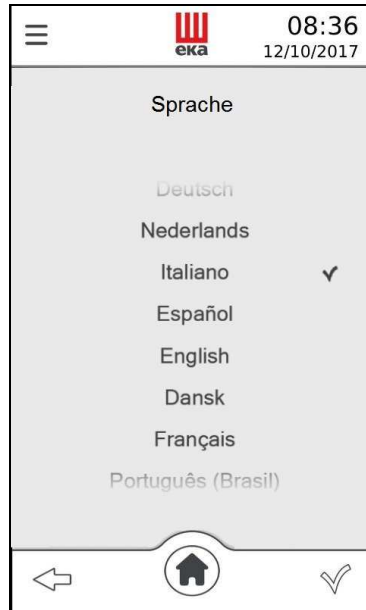 08:36
eka
12/10/2017
Sprache
Deutsch
Nederlands
Italiano
Español
English
Dansk
Français
Português (Brasil)